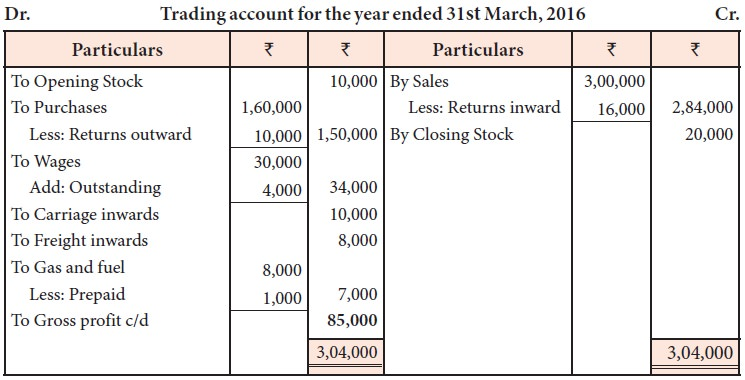 Dr. Trading account for the year ended 31st March, 2016 Cr.
Particulars ₹ ₹ Particulars ₹ ₹
To Opening Stock 10,000 By Sales 3,00,000
To Purchases 1,60,000 Less: Returns inward 16,000 2,84,000
Less: Returns outward 10,000 1,50,000 By Closing Stock 20,000
To Wages 30,000
Add: Outstanding 4,000 34,000
To Carriage inwards 10,000
To Freight inwards 8,000
To Gas and fuel 8,000
Less: Prepaid 1,000 7,000
To Gross profit c/d 85,000
3,04,000 3,04,000